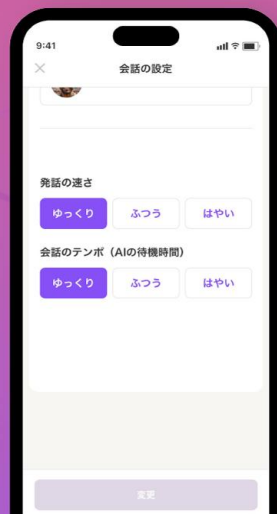 9:41
会話の設定
発話の速さ
ゆっくり ふつう はやい
会話のテンポ（AIの待機時間）
ゆっくり ふつう はやい
変更